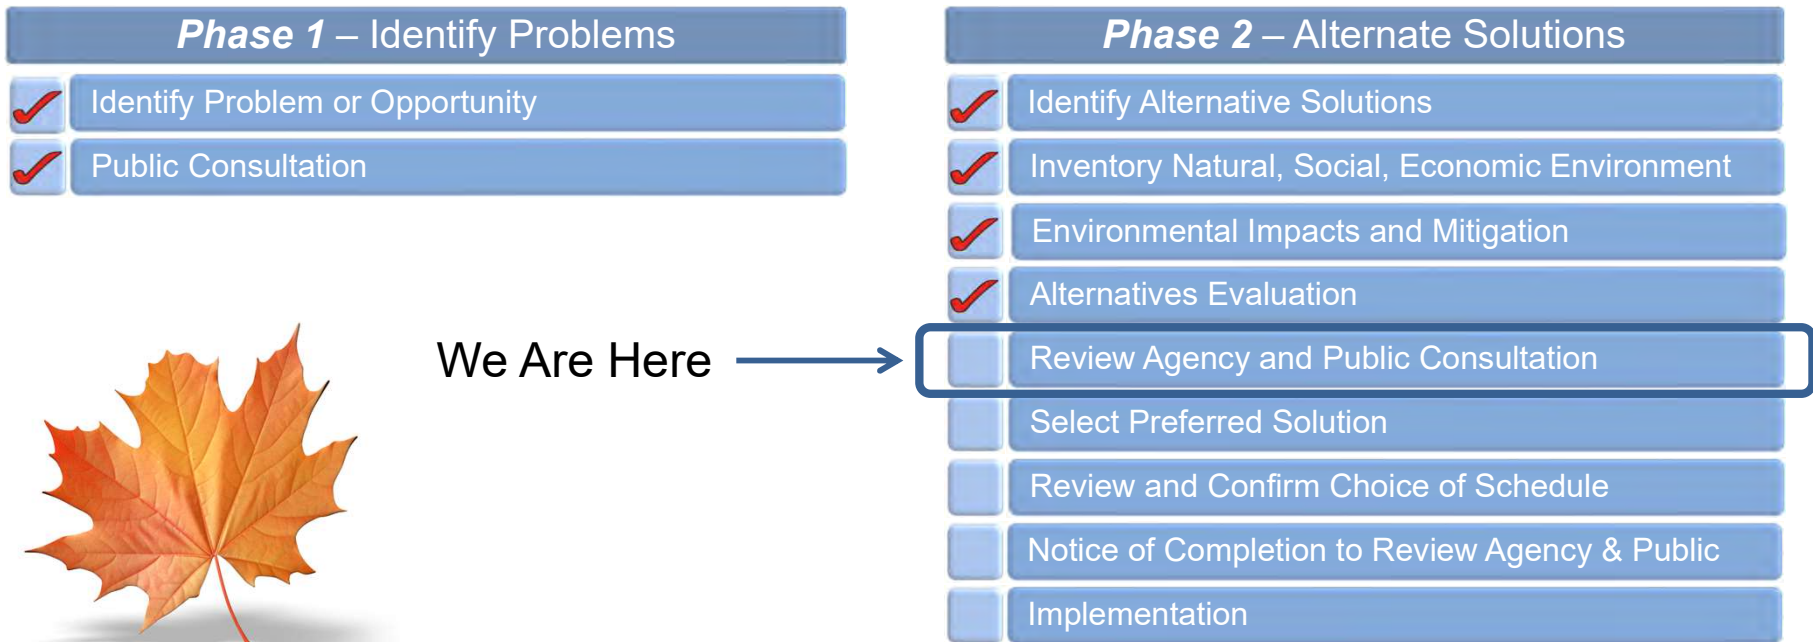 Phase 1 – Identify Problems
Identify Problem or Opportunity
Public Consultation
We Are Here
Phase 2 – Alternate Solutions
Identify Alternative Solutions
Inventory Natural, Social, Economic Environment
Environmental Impacts and Mitigation
Alternatives Evaluation
Review Agency and Public Consultation
Select Preferred Solution
Review and Confirm Choice of Schedule
Notice of Completion to Review Agency & Public
Implementation